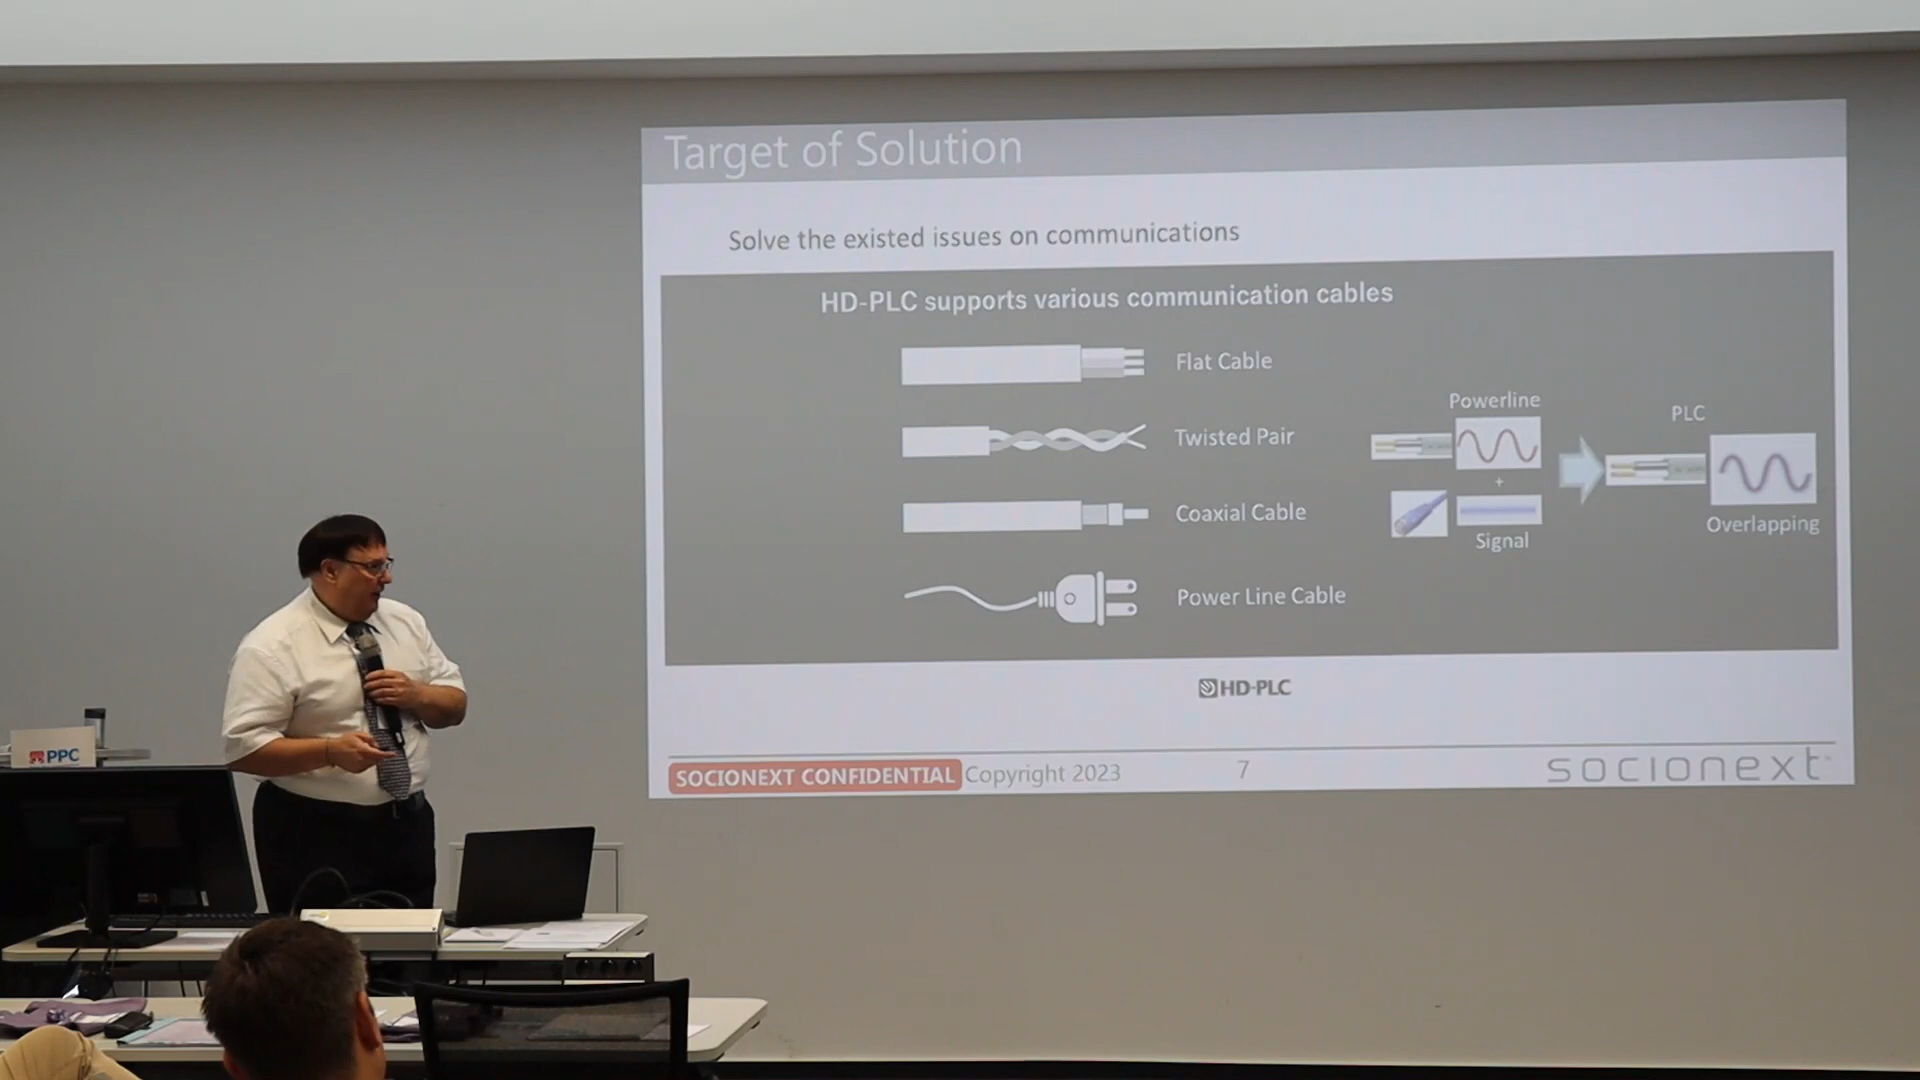 Target of Solution
Solve the existed issues on communications
HD-PLC supports various communication cables
Flat Cable
Twisted Pair
Coaxial Cable
Power Line Cable
Powerline
+
Signal
PLC
Overlapping
HD-PLC
SOCIONEXT CONFIDENTIAL Copyright 2023
7
socionext
PPC